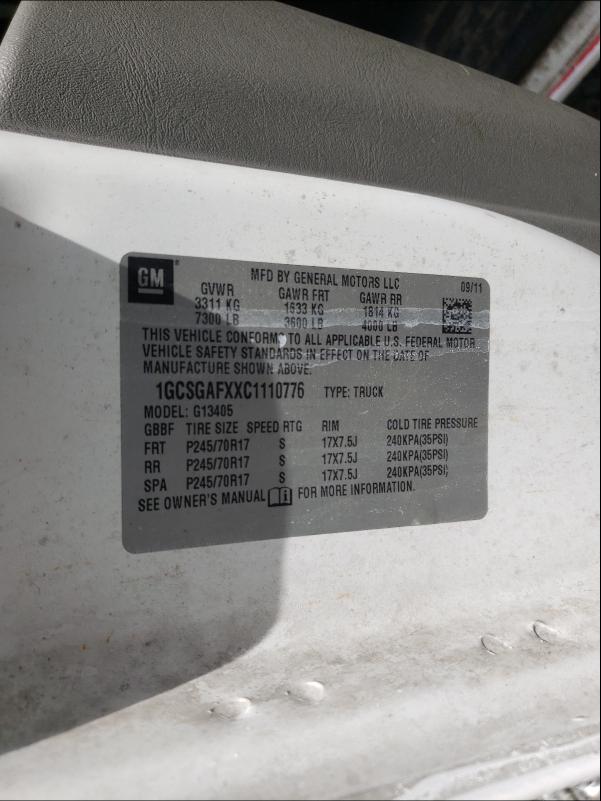 GM
MFD BY GENERAL MOTORS LLC
09/11
GVWR GAWR FRT GAWR RR
3311 KG 1633 KG 1814 KG
7300 LB 3600 LB 4000 LB
THIS VEHICLE CONFORMS TO ALL APPLICABLE U.S. FEDERAL MOTOR
VEHICLE SAFETY STANDARDS IN EFFECT ON THE DATE OF
MANUFACTURE SHOWN ABOVE.
1GCSGAFXXC1110776 TYPE: TRUCK
MODEL: G13405
GBBF TIRE SIZE SPEED RTG RIM COLD TIRE PRESSURE
FRT P245/70R17 S 17X7.5J 240KPA(35PSI)
RR P245/70R17 S 17X7.5J 240KPA(35PSI)
SPA P245/70R17 S 17X7.5J 240KPA(35PSI)
SEE OWNER'S MANUAL FOR MORE INFORMATION.